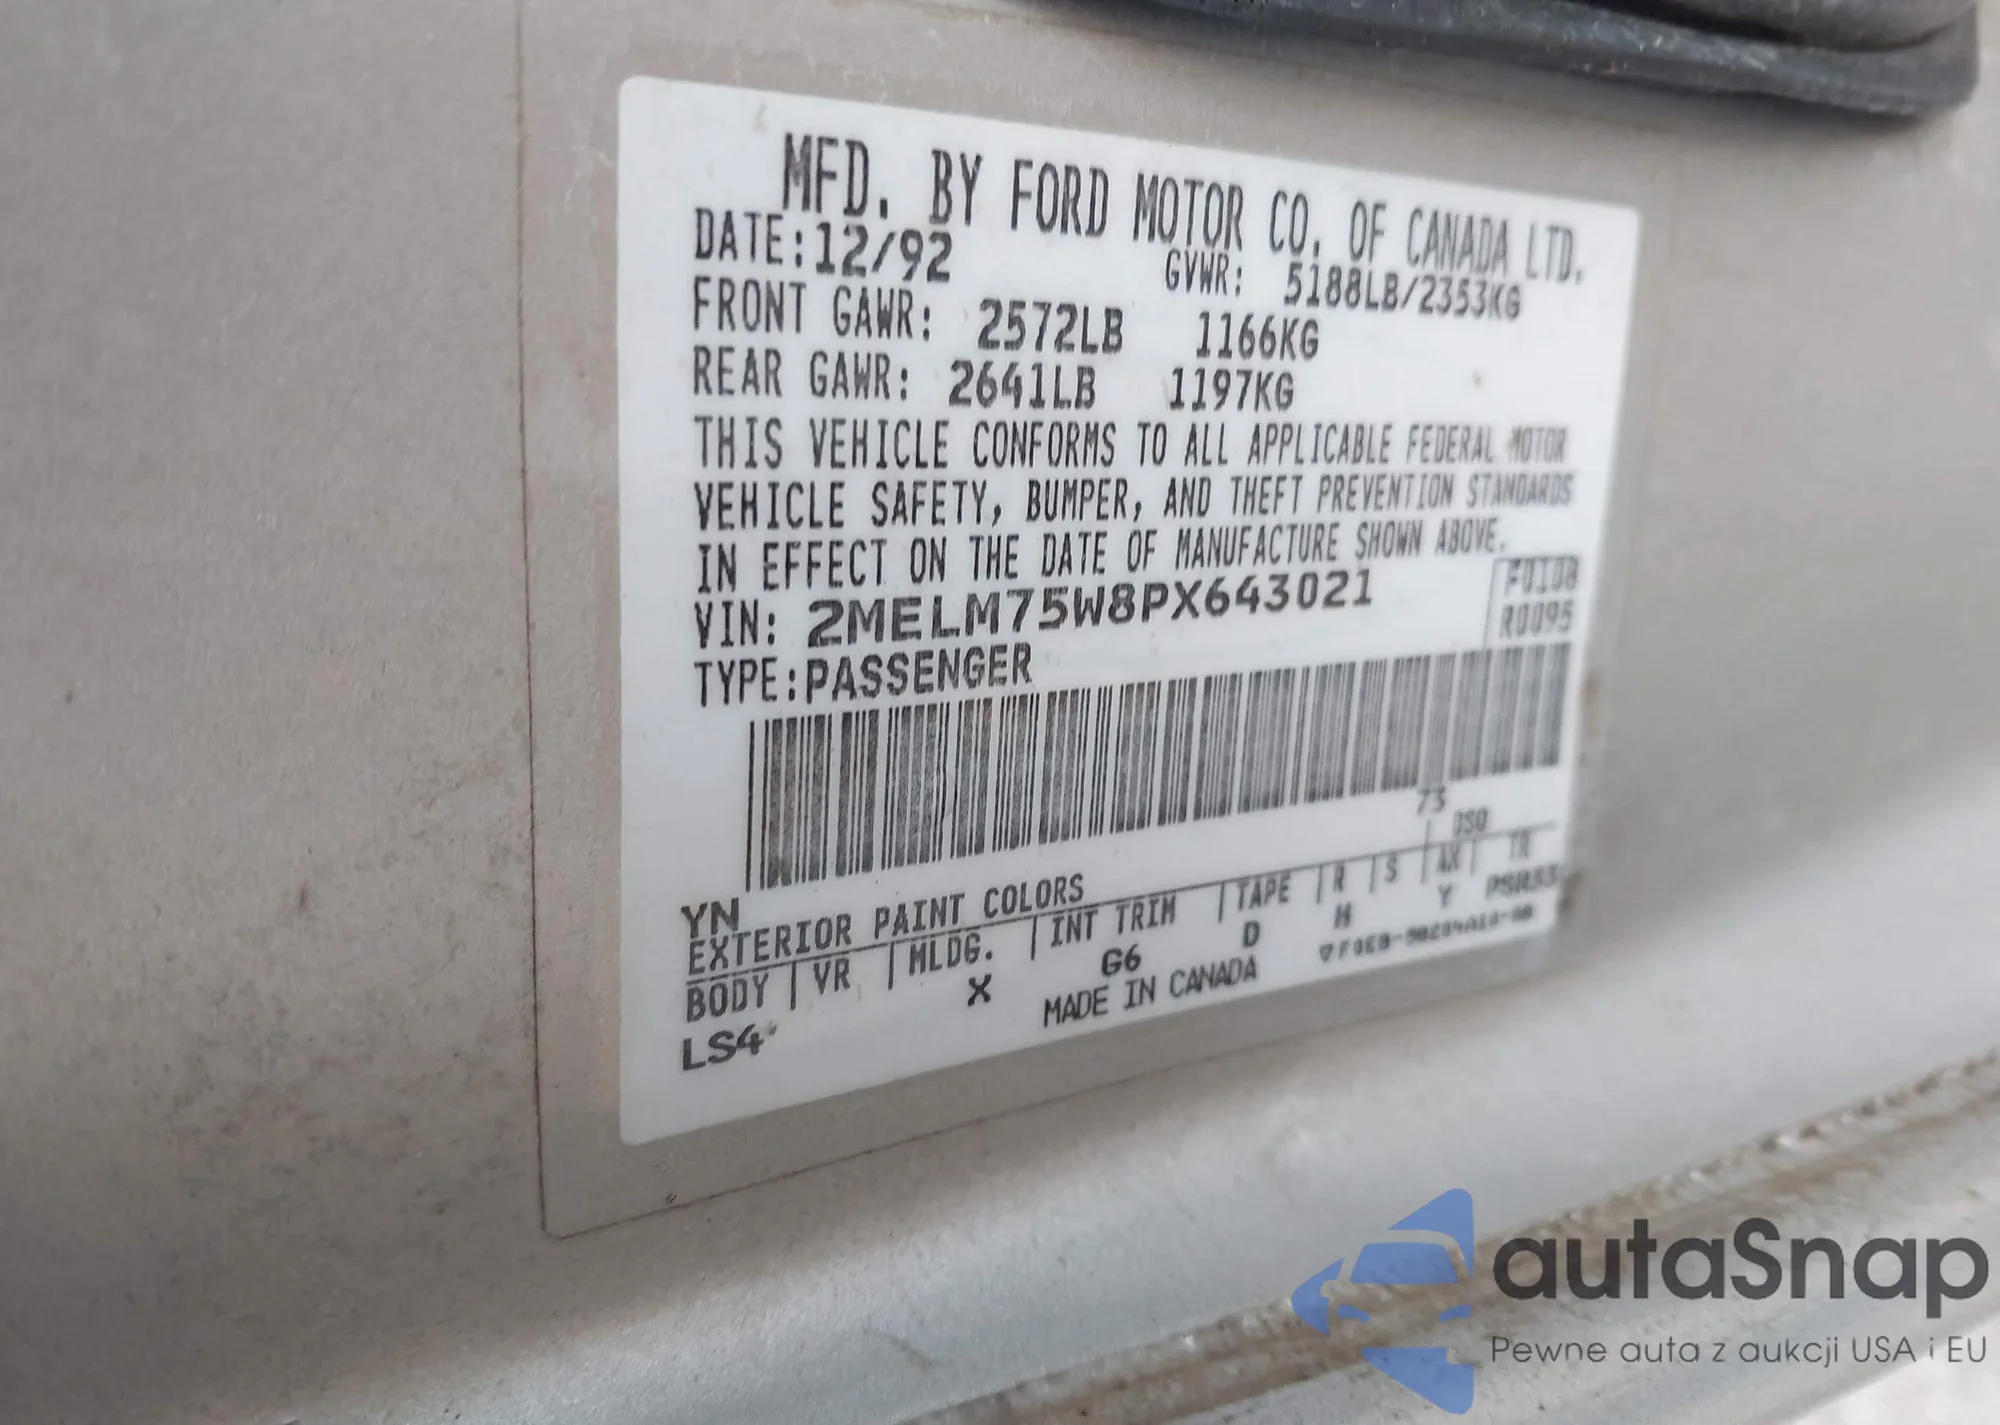 MFD. BY FORD MOTOR CO. OF CANADA LTD.
DATE: 12/92 GVWR: 5188LB/2353KG
FRONT GAWR: 2572LB 1166KG
REAR GAWR: 2641LB 1197KG
THIS VEHICLE CONFORMS TO ALL APPLICABLE FEDERAL MOTOR
VEHICLE SAFETY, BUMPER, AND THEFT PREVENTION STANDARDS
IN EFFECT ON THE DATE OF MANUFACTURE SHOWN ABOVE.
VIN: 2MELM75W8PX643021
F0108
R0095
TYPE: PASSENGER
73
YN
DSO
EXTERIOR PAINT COLORS
BODY | VR | MLDG. | INT TRIM | TAPE | R | S | AX | TR
LS4 X G6 D H Y PSR53
MADE IN CANADA
autaSnap
Pewne auta z aukcji USA i EU